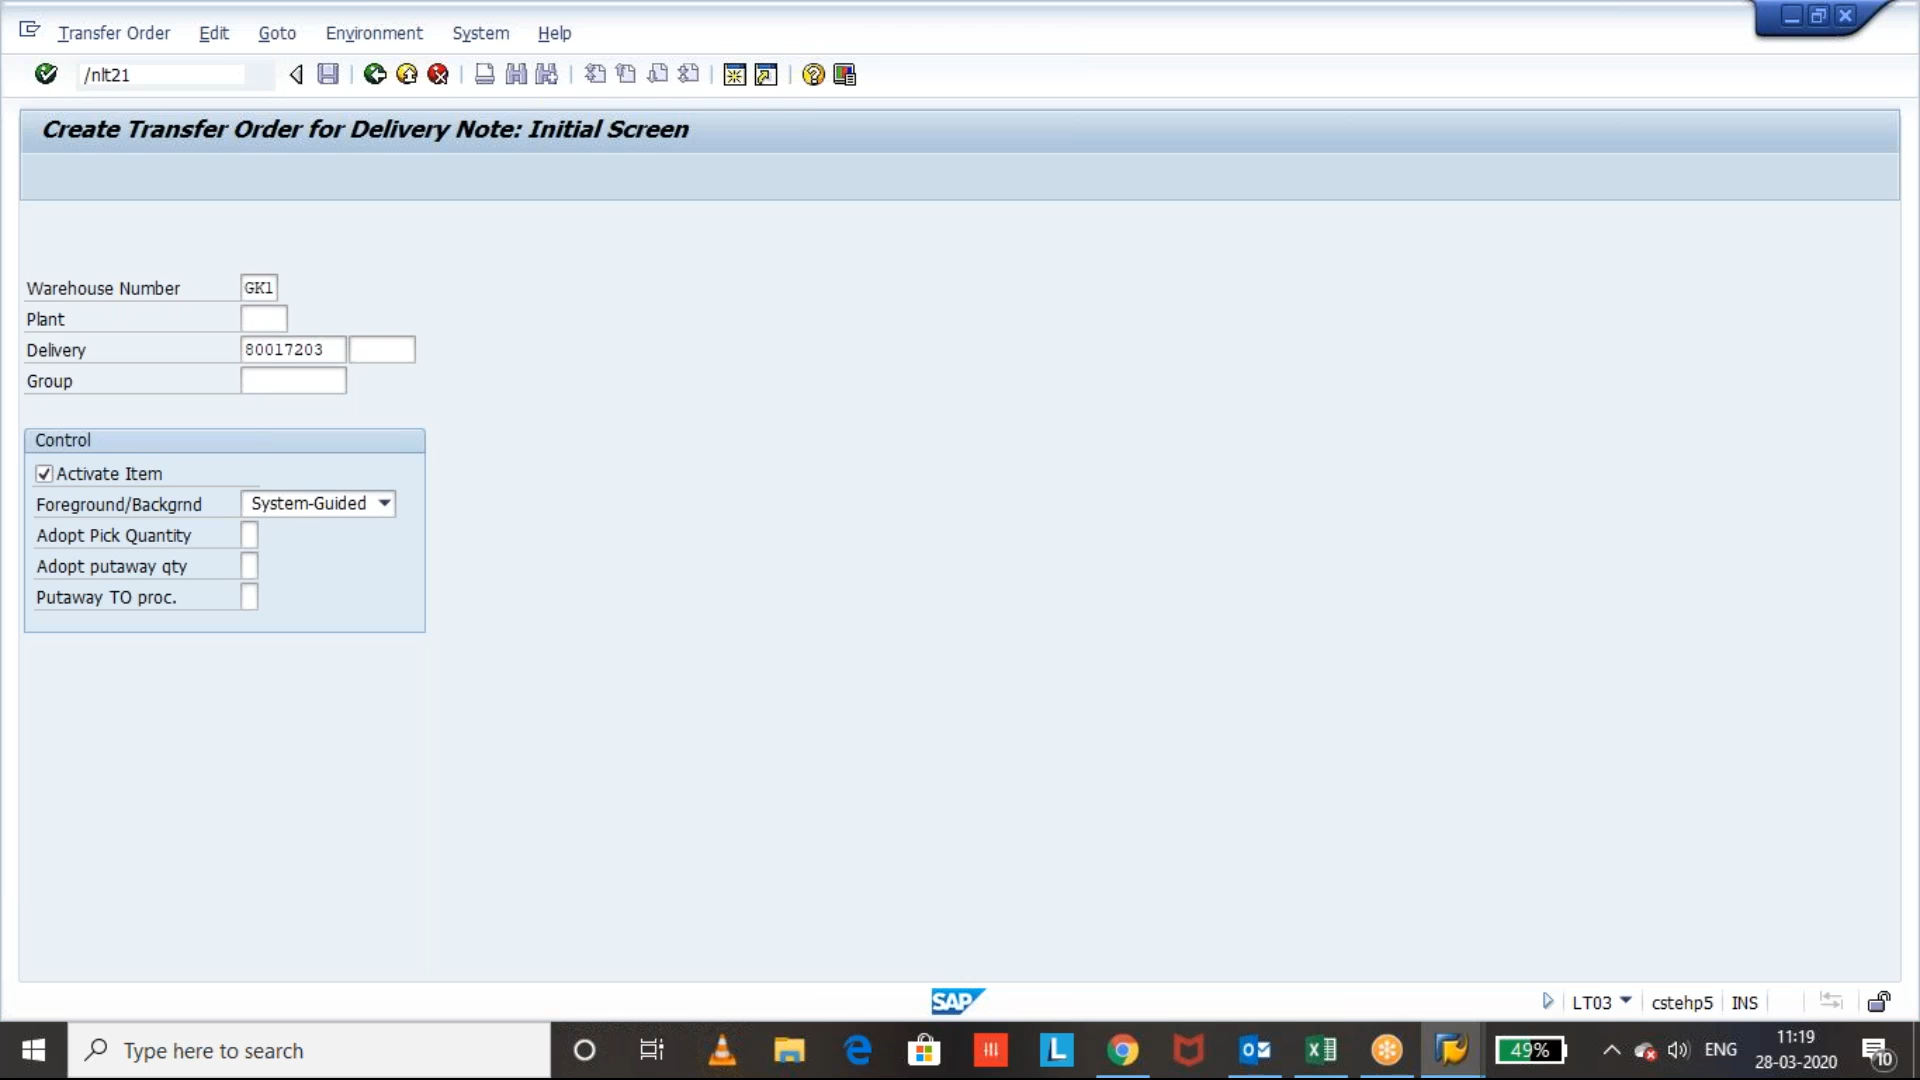 Transfer Order Edit Goto Environment System Help
/nlt21
Create Transfer Order for Delivery Note: Initial Screen
Warehouse Number GK1
Plant
Delivery 80017203
Group
Control
Activate Item
Foreground/Backgrnd System-Guided
Adopt Pick Quantity
Adopt putaway qty
Putaway TO proc.
SAP
LT03 cstehp5 INS
Type here to search
49%
ENG
11:19
28-03-2020
10